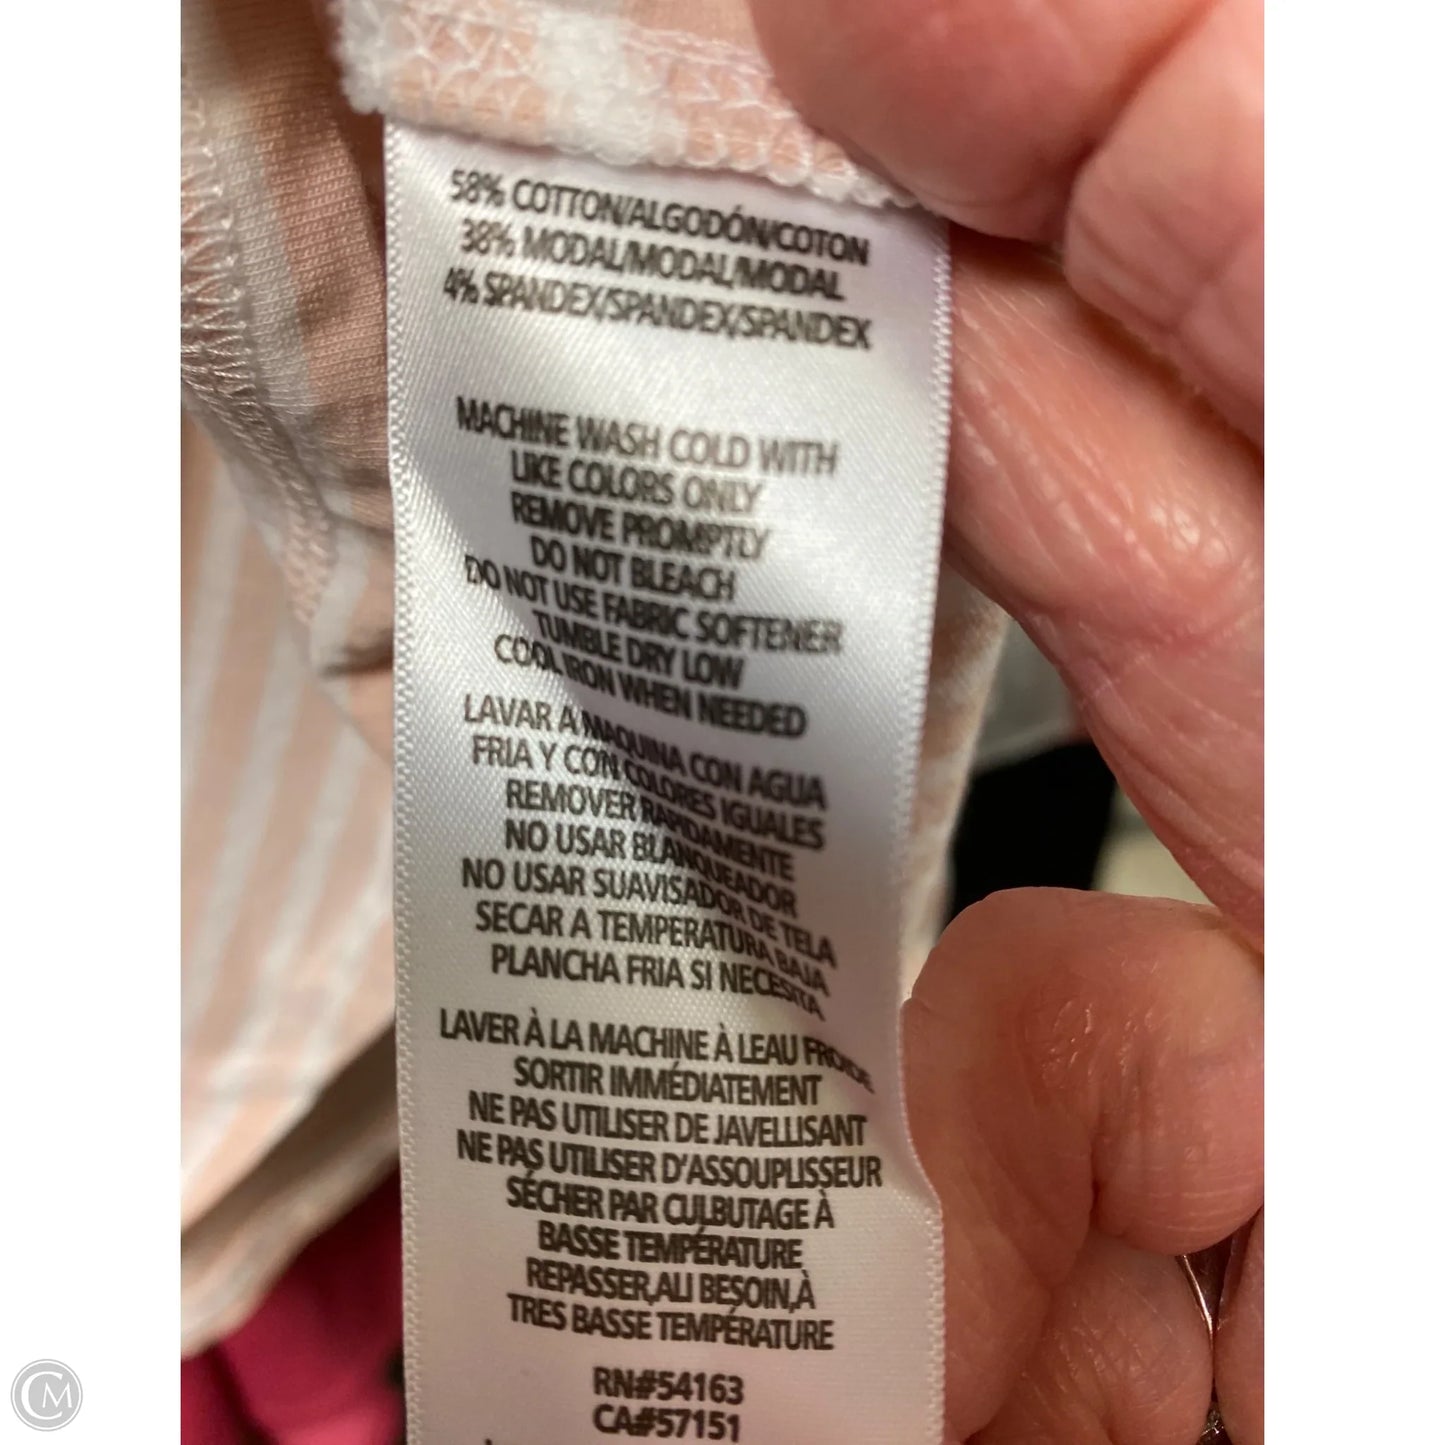 58% COTTON/ALGODÓN/COTON
38% MODAL/MODAL/MODAL
4% SPANDEX/SPANDEX/SPANDEX
MACHINE WASH COLD WITH
LIKE COLORS ONLY
REMOVE PROMPTLY
DO NOT BLEACH
DO NOT USE FABRIC SOFTENER
TUMBLE DRY LOW
COOL IRON WHEN NEEDED
LAVAR A MAQUINA CON AGUA
FRIA Y CON COLORES IGUALES
REMOVER RAPIDAMENTE
NO USAR BLANQUEADOR
NO USAR SUAVISADOR DE TELA
SECAR A TEMPERATURA BAJA
PLANCHA FRIA SI NECESITA
LAVER À LA MACHINE À LEAU FROIDE
SORTIR IMMÉDIATEMENT
NE PAS UTILISER DE JAVELLISANT
NE PAS UTILISER D'ASSOUPLISSEUR
SÉCHER PAR CULBUTAGE À
BASSE TEMPÉRATURE
REPASSER,AU BESOIN,À
TRES BASSE TEMPÉRATURE
RN#54163
CA#57151
CM